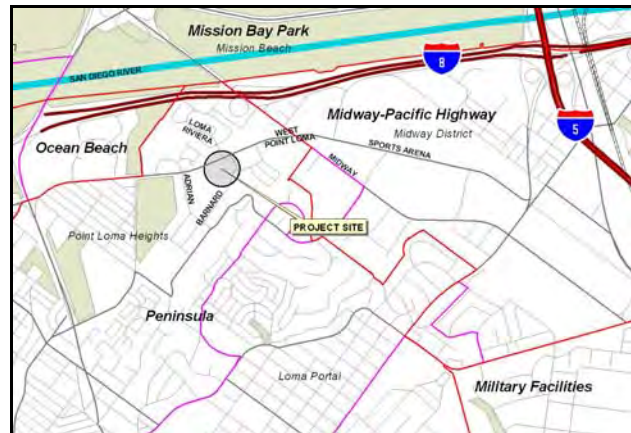 Mission Bay Park
Mission Beach
8
SAN DIEGO RIVER
5
Midway-Pacific Highway
Midway District
LOMA
RIVIERA
WEST
POINT LOMA
SPORTS ARENA
Ocean Beach
MIDWAY
ADRIAN
BARNARD
PROJECT SITE
Point Loma Heights
Peninsula
Loma Portal
Military Facilities